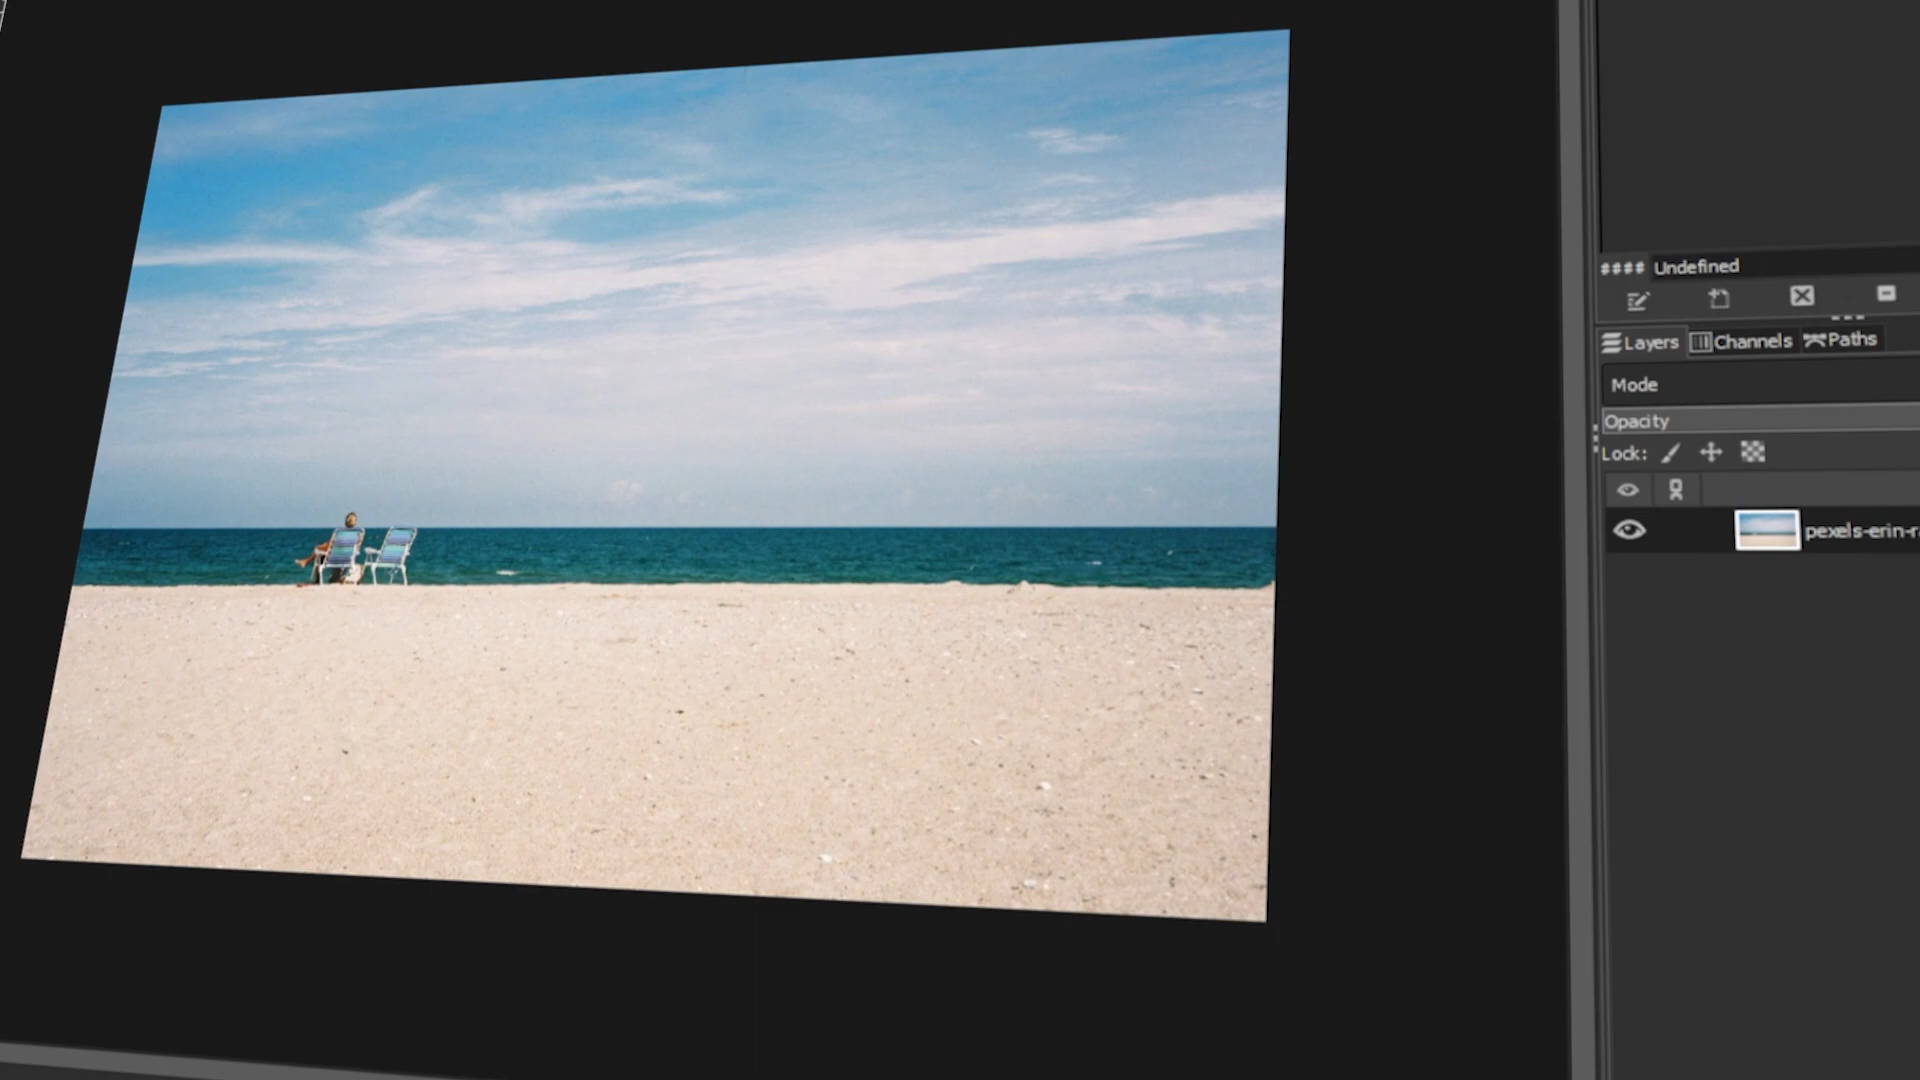 #### Undefined
Layers Channels Paths
Mode
Opacity
Lock:
pexels-erin-r